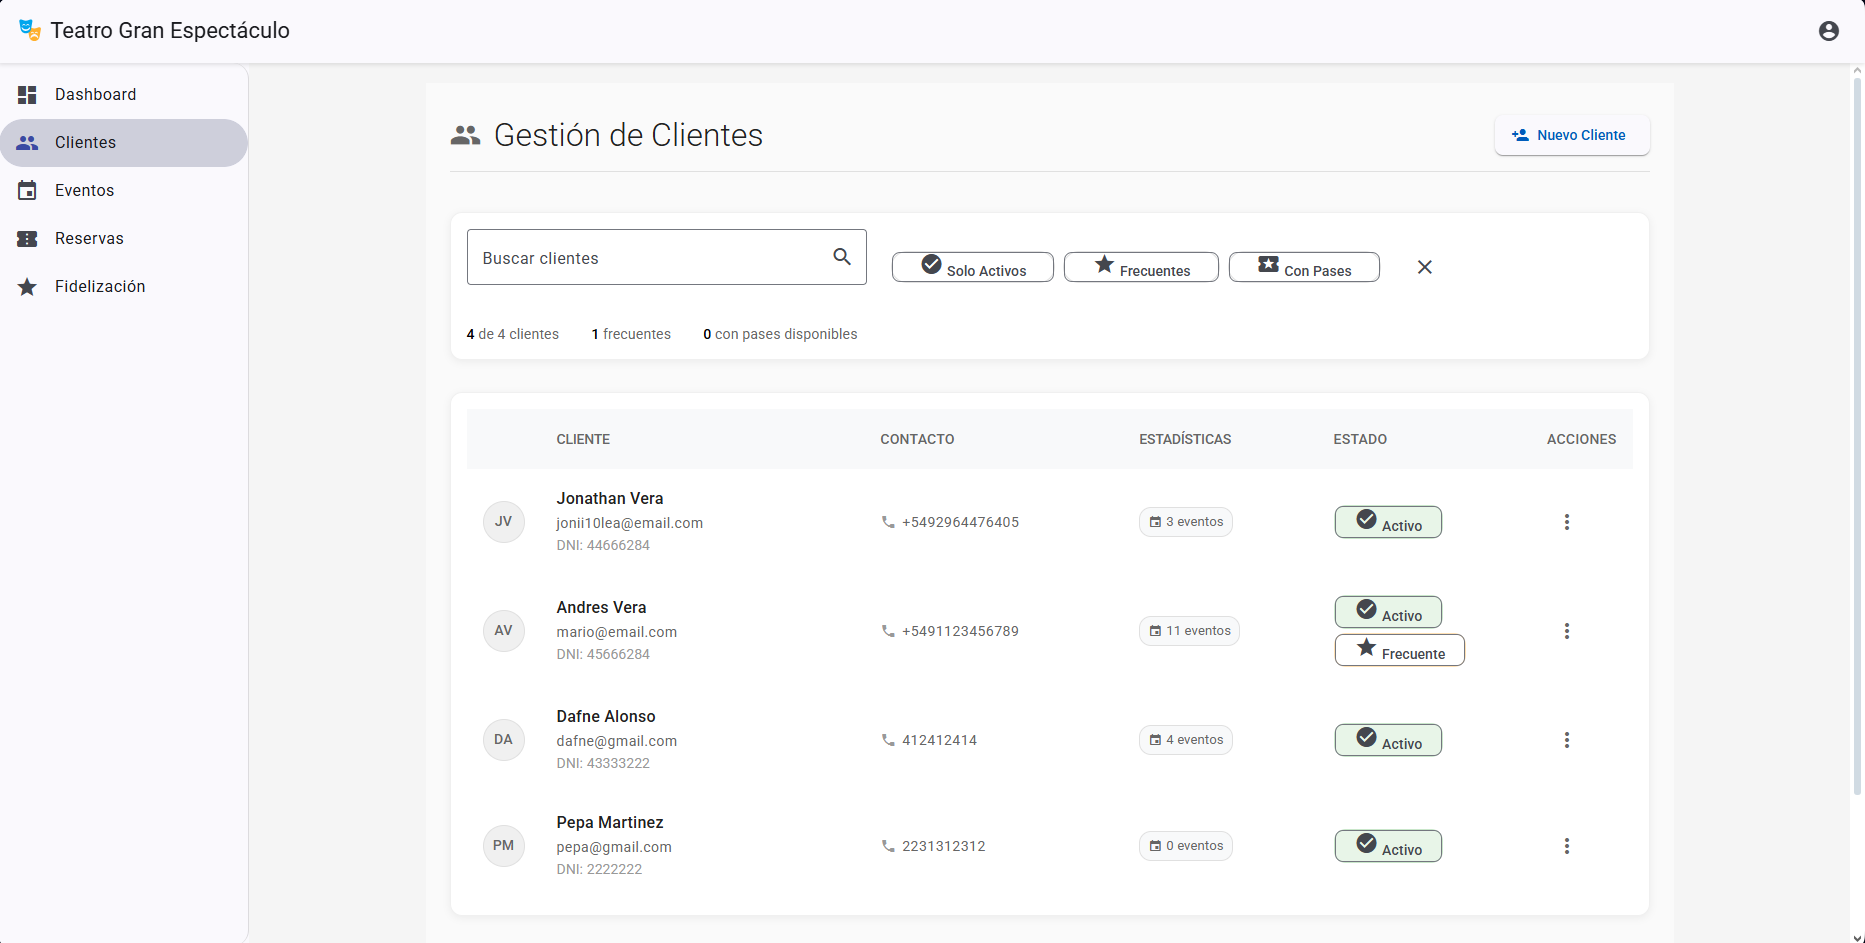 Teatro Gran Espectáculo
Dashboard
Clientes
Eventos
Reservas
Fidelización
Gestión de Clientes
Nuevo Cliente
Buscar clientes
Solo Activos
Frecuentes
Con Pases
4 de 4 clientes
1 frecuentes
0 con pases disponibles
CLIENTE CONTACTO ESTADÍSTICAS ESTADO ACCIONES
JV
Jonathan Vera
jonii10lea@email.com
DNI: 44666284
+5492964476405
3 eventos
Activo
AV
Andres Vera
mario@email.com
DNI: 45666284
+5491123456789
11 eventos
Activo
Frecuente
DA
Dafne Alonso
dafne@gmail.com
DNI: 43333222
412412414
4 eventos
Activo
PM
Pepa Martinez
pepa@gmail.com
DNI: 2222222
2231312312
0 eventos
Activo